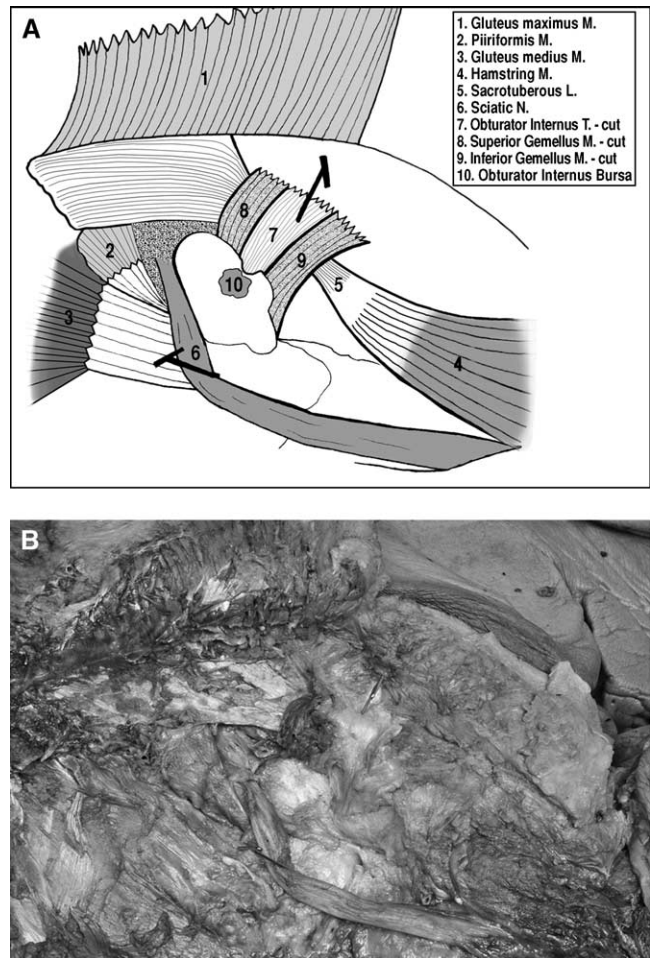 A
1. Gluteus maximus M.
2. Piiriformis M.
3. Gluteus medius M.
4. Hamstring M.
5. Sacrotuberous L.
6. Sciatic N.
7. Obturator Internus T. - cut
8. Superior Gemellus M. - cut
9. Inferior Gemellus M. - cut
10. Obturator Internus Bursa
1
8
7
2
9
10
5
3
6
4
B